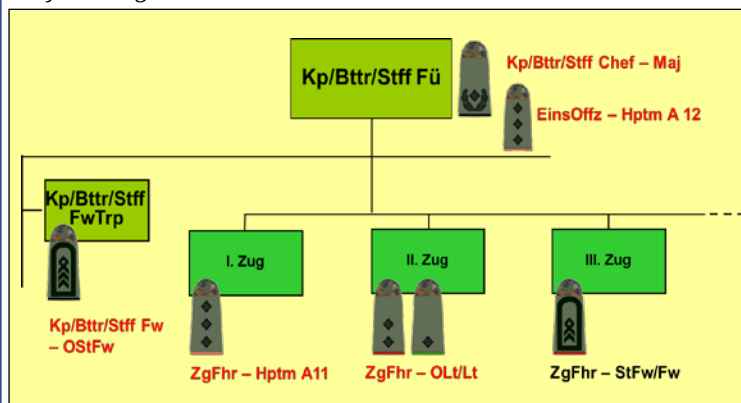 Kp/Bttr/Stff Fü
Kp/Bttr/Stff Chef – Maj
EinsOffz – Hptm A 12
Kp/Bttr/Stff
FwTrp
I. Zug
II. Zug
III. Zug
Kp/Bttr/Stff Fw
– OStFw
ZgFhr – Hptm A11
ZgFhr – OLt/Lt
ZgFhr – StFw/Fw